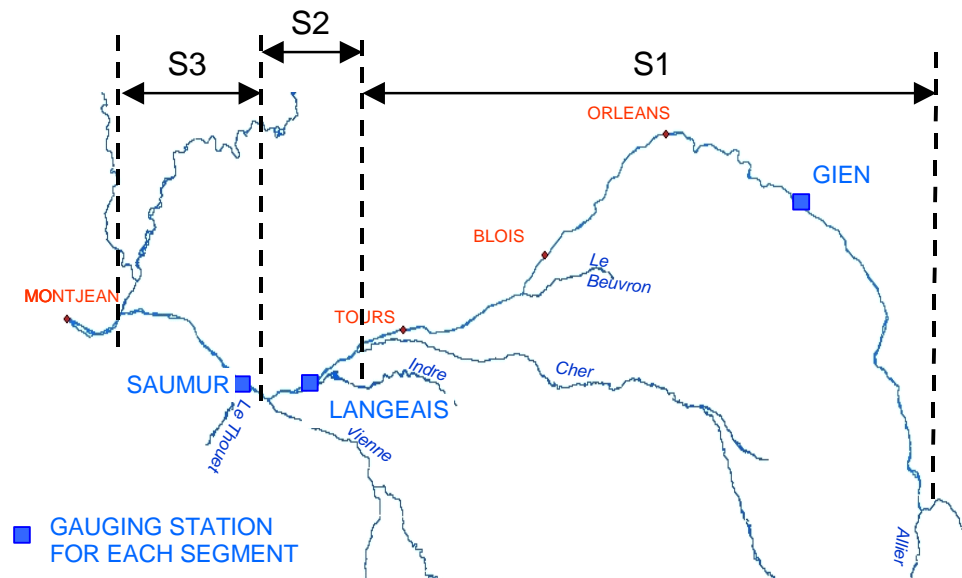 S2
S3
S1
ORLEANS
GIEN
BLOIS
Le
Beuvron
MONTJEAN
TOURS
Indre
Cher
SAUMUR
LANGEAIS
Le Thouet
vienne
GAUGING STATION
FOR EACH SEGMENT
Allier